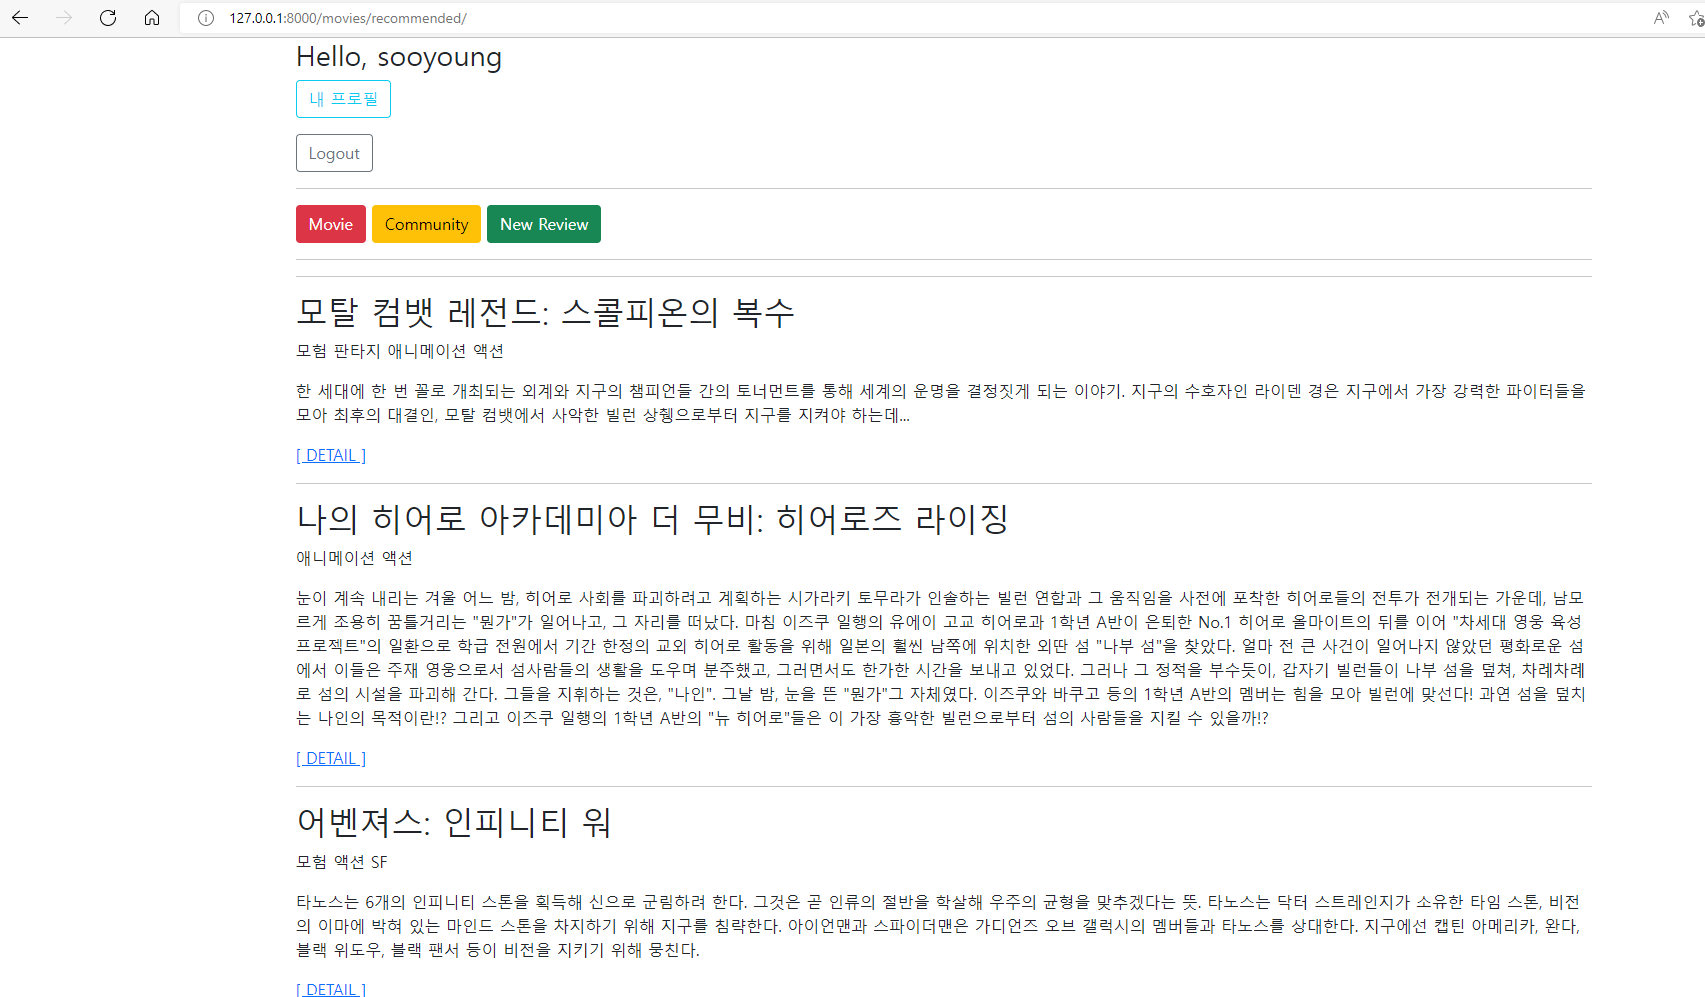 127.0.0.1:8000/movies/recommended/
Hello, sooyoung
내 프로필
Logout
Movie Community New Review
모탈 컴뱃 레전드: 스콜피온의 복수
모험 판타지 애니메이션 액션
한 세대에 한 번 꼴로 개최되는 외계와 지구의 챔피언들 간의 토너먼트를 통해 세계의 운명을 결정짓게 되는 이야기. 지구의 수호자인 라이덴 경은 지구에서 가장 강력한 파이터들을
모아 최후의 대결인, 모탈 컴뱃에서 사악한 빌런 상췡으로부터 지구를 지켜야 하는데...
[ DETAIL ]
나의 히어로 아카데미아 더 무비: 히어로즈 라이징
애니메이션 액션
눈이 계속 내리는 겨울 어느 밤, 히어로 사회를 파괴하려고 계획하는 시가라키 토무라가 인솔하는 빌런 연합과 그 움직임을 사전에 포착한 히어로들의 전투가 전개되는 가운데, 남모
르게 조용히 꿈틀거리는 "뭔가"가 일어나고, 그 자리를 떠났다. 마침 이즈쿠 일행의 유에이 고교 히어로과 1학년 A반이 은퇴한 No.1 히어로 올마이트의 뒤를 이어 "차세대 영웅 육성
프로젝트"의 일환으로 학급 전원에서 기간 한정의 교외 히어로 활동을 위해 일본의 훨씬 남쪽에 위치한 외딴 섬 "나부 섬"을 찾았다. 얼마 전 큰 사건이 일어나지 않았던 평화로운 섬
에서 이들은 주재 영웅으로서 섬사람들의 생활을 도우며 분주했고, 그러면서도 한가한 시간을 보내고 있었다. 그러나 그 정적을 부수듯이, 갑자기 빌런들이 나부 섬을 덮쳐, 차례차례
로 섬의 시설을 파괴해 간다. 그들을 지휘하는 것은, "나인". 그날 밤, 눈을 뜬 "뭔가"그 자체였다. 이즈쿠와 바쿠고 등의 1학년 A반의 멤버는 힘을 모아 빌런에 맞선다! 과연 섬을 덮치
는 나인의 목적이란!? 그리고 이즈쿠 일행의 1학년 A반의 "뉴 히어로"들은 이 가장 흉악한 빌런으로부터 섬의 사람들을 지킬 수 있을까!?
[ DETAIL ]
어벤져스: 인피니티 워
모험 액션 SF
타노스는 6개의 인피니티 스톤을 획득해 신으로 군림하려 한다. 그것은 곧 인류의 절반을 학살해 우주의 균형을 맞추겠다는 뜻. 타노스는 닥터 스트레인지가 소유한 타임 스톤, 비전
의 이마에 박혀 있는 마인드 스톤을 차지하기 위해 지구를 침략한다. 아이언맨과 스파이더맨은 가디언즈 오브 갤럭시의 멤버들과 타노스를 상대한다. 지구에선 캡틴 아메리카, 완다,
블랙 위도우, 블랙 팬서 등이 비전을 지키기 위해 뭉친다.
[ DETAIL ]